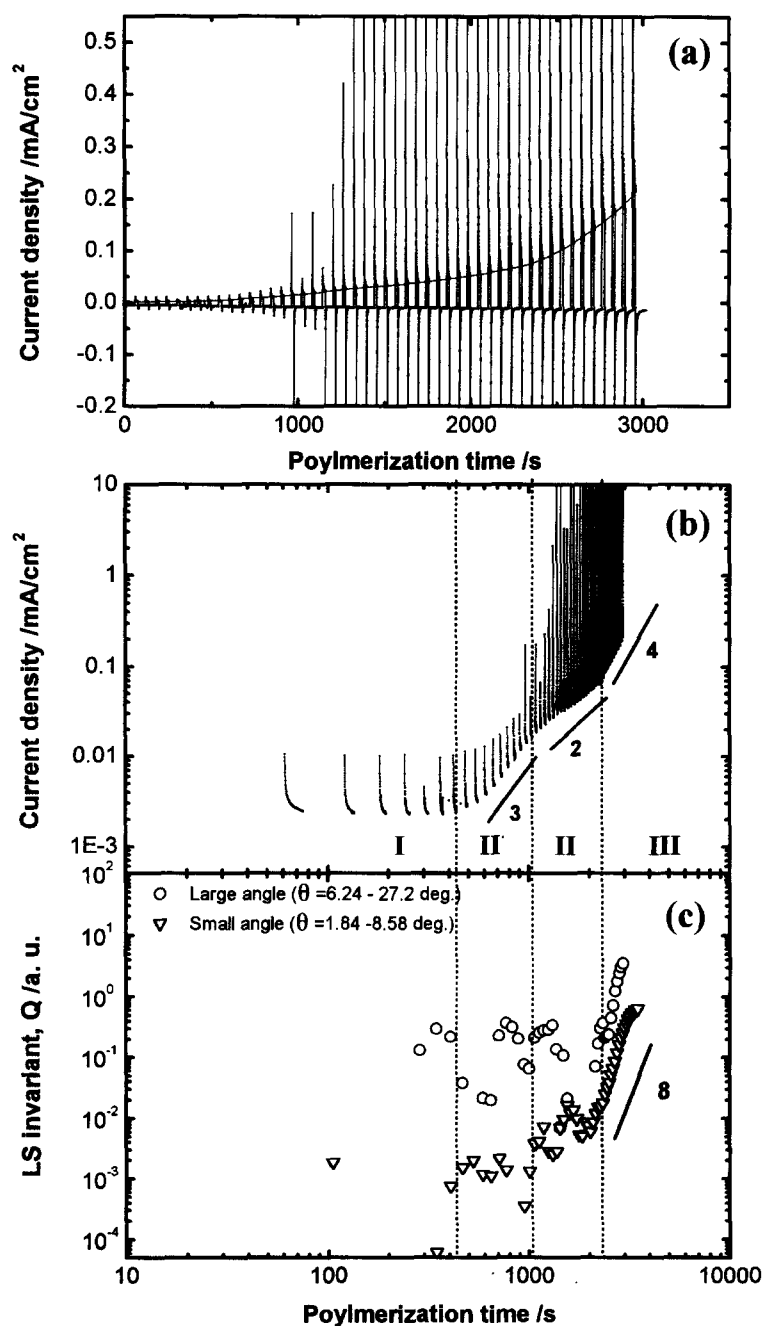 (a)
0.5
0.4
0.3
0.2
0.1
0.0
-0.1
-0.2
Current density /mA/cm²
0 1000 2000 3000
Poylmerization time /s
(b)
10
1
0.1
0.01
1E-3
Current density /mA/cm²
4
2
3
I II' II III
(c)
○ Large angle (θ =6.24 - 27.2 deg.)
▽ Small angle (θ =1.84 -8.58 deg.)
10²
10¹
10⁰
10⁻¹
10⁻²
10⁻³
10⁻⁴
LS invariant, Q /a. u.
8
10 100 1000 10000
Poylmerization time /s